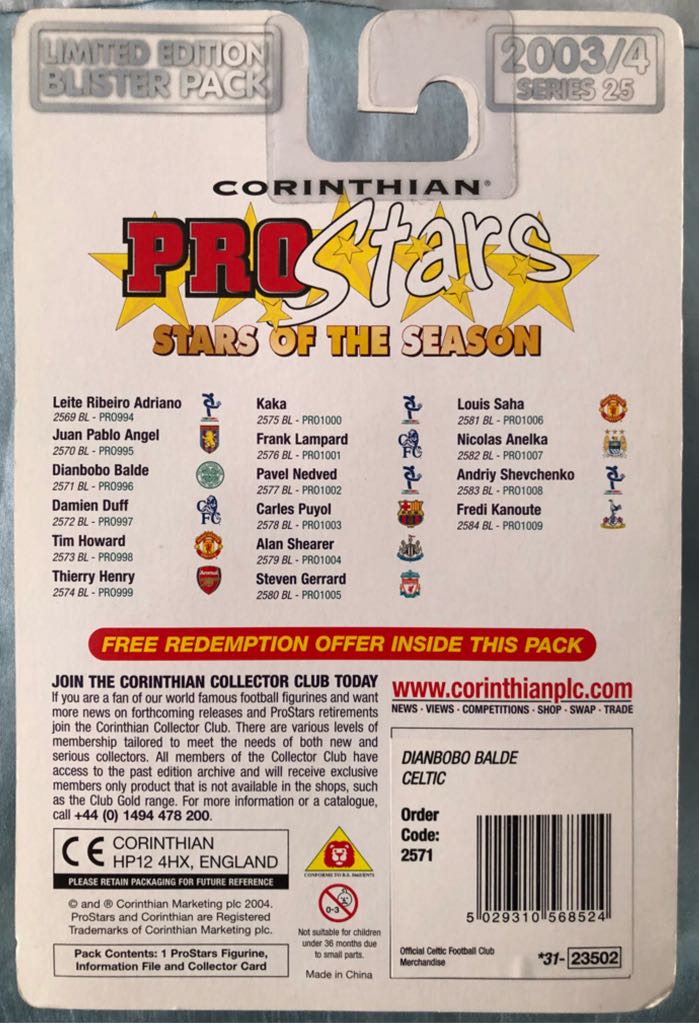 LIMITED EDITION
BLISTER PACK
2003/4
SERIES 25
CORINTHIAN®
PROStars
STARS OF THE SEASON
Leite Ribeiro Adriano
2569 BL - PRO994
Juan Pablo Angel
2570 BL - PRO995
Dianbobo Balde
2571 BL - PRO996
Damien Duff
2572 BL - PRO997
Tim Howard
2573 BL - PRO998
Thierry Henry
2574 BL - PRO999
Kaka
2575 BL - PRO1000
Frank Lampard
2576 BL - PRO1001
Pavel Nedved
2577 BL - PRO1002
Carles Puyol
2578 BL - PRO1003
Alan Shearer
2579 BL - PRO1004
Steven Gerrard
2580 BL - PRO1005
Louis Saha
2581 BL - PRO1006
Nicolas Anelka
2582 BL - PRO1007
Andriy Shevchenko
2583 BL - PRO1008
Fredi Kanoute
2584 BL - PRO1009
CFC
CFC
Arsenal
FREE REDEMPTION OFFER INSIDE THIS PACK
JOIN THE CORINTHIAN COLLECTOR CLUB TODAY
If you are a fan of our world famous football figurines and want
more news on forthcoming releases and ProStars retirements
join the Corinthian Collector Club. There are various levels of
membership tailored to meet the needs of both new and
serious collectors. All members of the Collector Club have
access to the past edition archive and will receive exclusive
members only product that is not available in the shops, such
as the Club Gold range. For more information or a catalogue,
call +44 (0) 1494 478 200.
CE CORINTHIAN
HP12 4HX, ENGLAND
PLEASE RETAIN PACKAGING FOR FUTURE REFERENCE
© and ® Corinthian Marketing plc 2004.
ProStars and Corinthian are Registered
Trademarks of Corinthian Marketing plc.
Pack Contents: 1 ProStars Figurine,
Information File and Collector Card
CONFORMS TO B.S. 5665/EN71
0-3
Not suitable for children
under 36 months due
to small parts.
Made in China
www.corinthianplc.com
NEWS · VIEWS · COMPETITIONS · SHOP · SWAP · TRADE
DIANBOBO BALDE
CELTIC
Order
Code:
2571
5 029310 568524
Official Celtic Football Club
Merchandise
*31- 23502